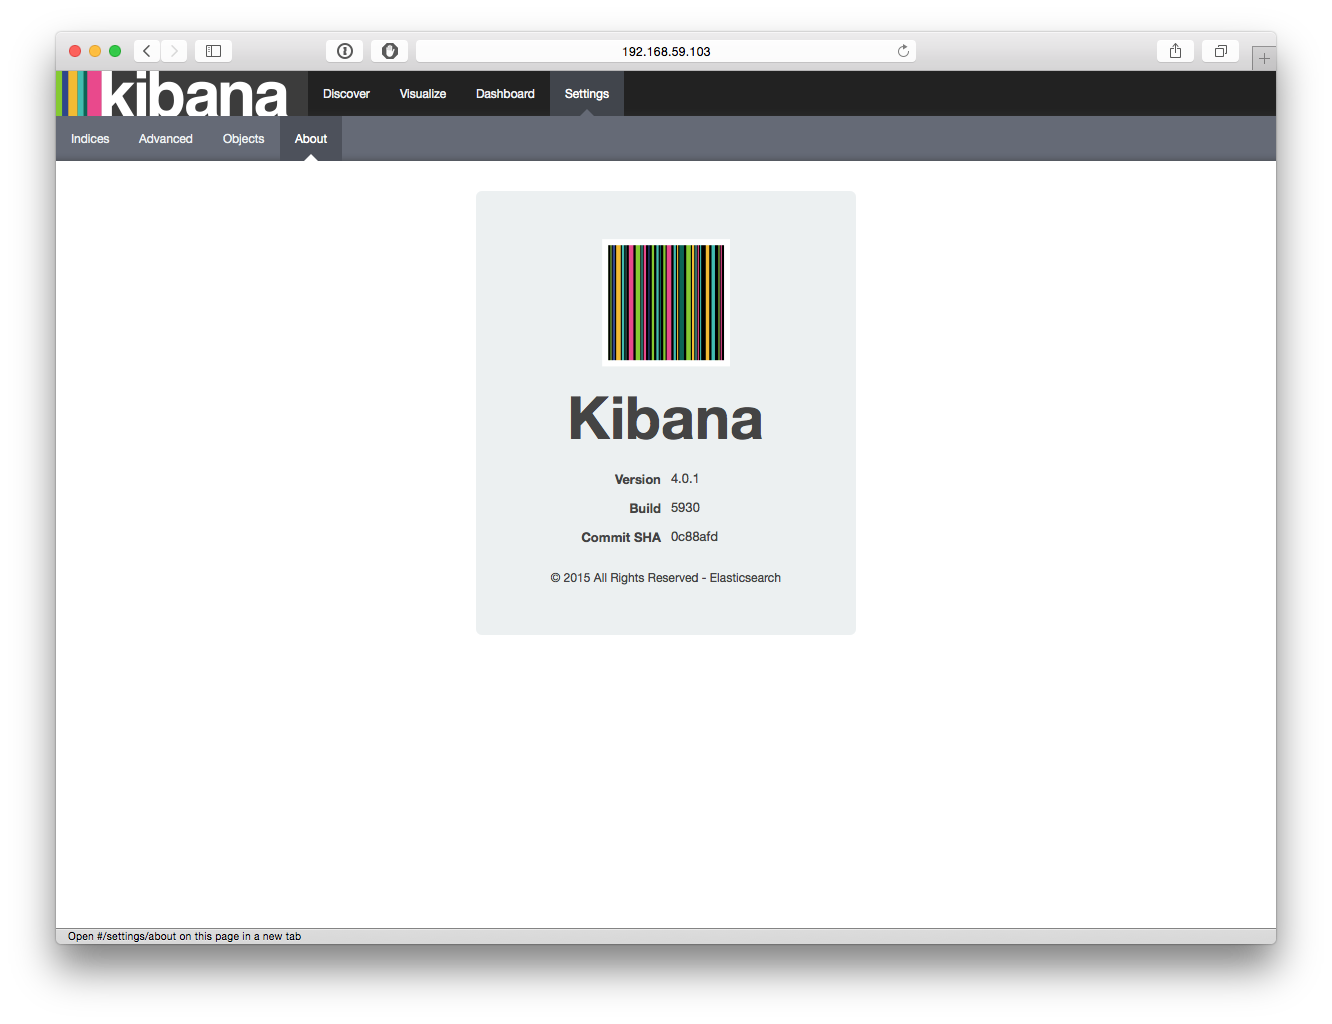 192.168.59.103
kibana
Discover Visualize Dashboard Settings
Indices Advanced Objects About
Kibana
Version 4.0.1
Build 5930
Commit SHA 0c88afd
© 2015 All Rights Reserved - Elasticsearch
Open #/settings/about on this page in a new tab